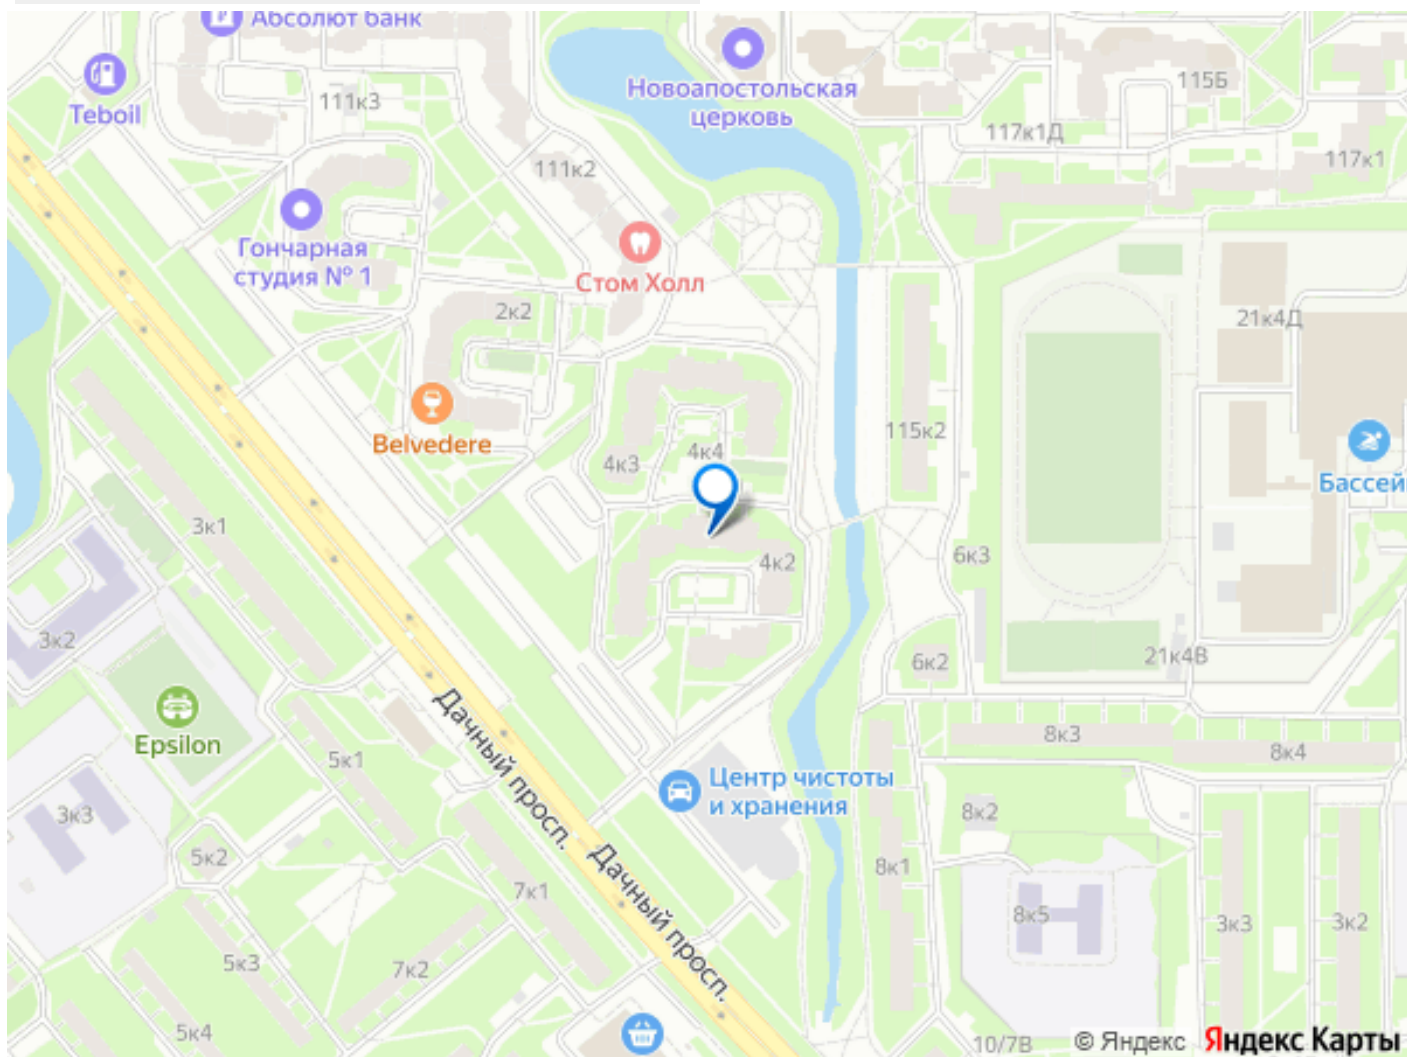 Абсолют банк
Teboil
111к3
Новоапостольская
церковь
115Б
117к1Д
117к1
111к2
Гончарная
студия № 1
Стом Холл
2к2
21к4Д
Belvedere
115к2
4к4
4к3
Бассей
3к1
6к3
4к2
3к2
6к2
21к4В
Epsilon
Дачный просп.
5к1
8к3
8к4
Центр чистоты
и хранения
3к3
8к2
5к2
8к1
7к1
Дачный просп.
8к5
3к3
3к2
5к3
7к2
5к4
10/7В
© Яндекс Яндекс Карты